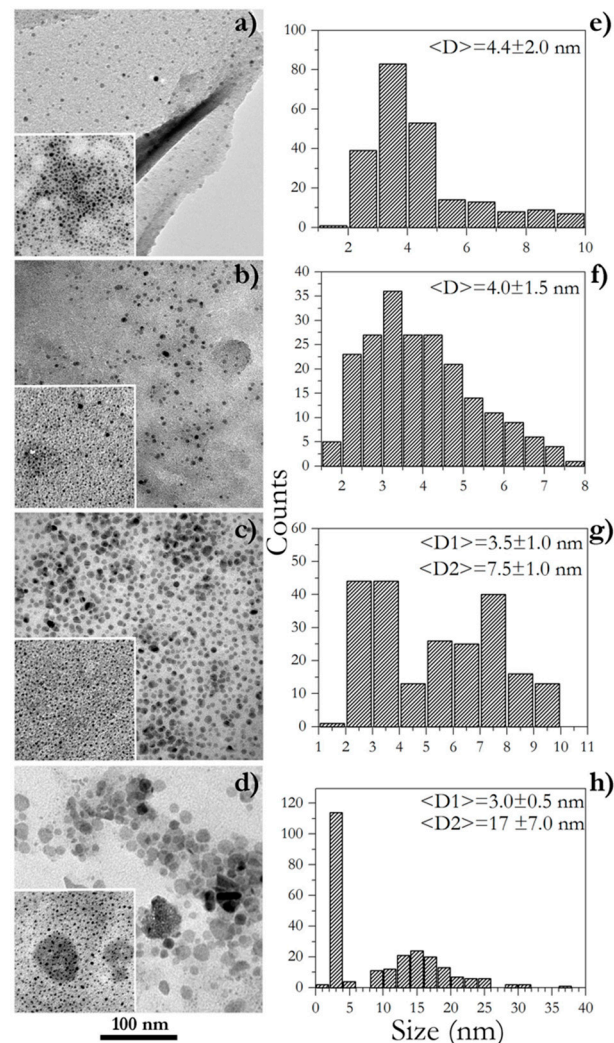 a)
b)
c)
d)
100 nm
e)
<D>=4.4±2.0 nm
100
80
60
40
20
0
2 4 6 8 10
f)
<D>=4.0±1.5 nm
40
35
30
25
20
15
10
5
0
2 3 4 5 6 7 8
Counts
g)
<D1>=3.5±1.0 nm
<D2>=7.5±1.0 nm
60
50
40
30
20
10
0
1 2 3 4 5 6 7 8 9 10 11
h)
<D1>=3.0±0.5 nm
<D2>=17 ±7.0 nm
120
100
80
60
40
20
0
0 5 10 15 20 25 30 35 40
Size (nm)